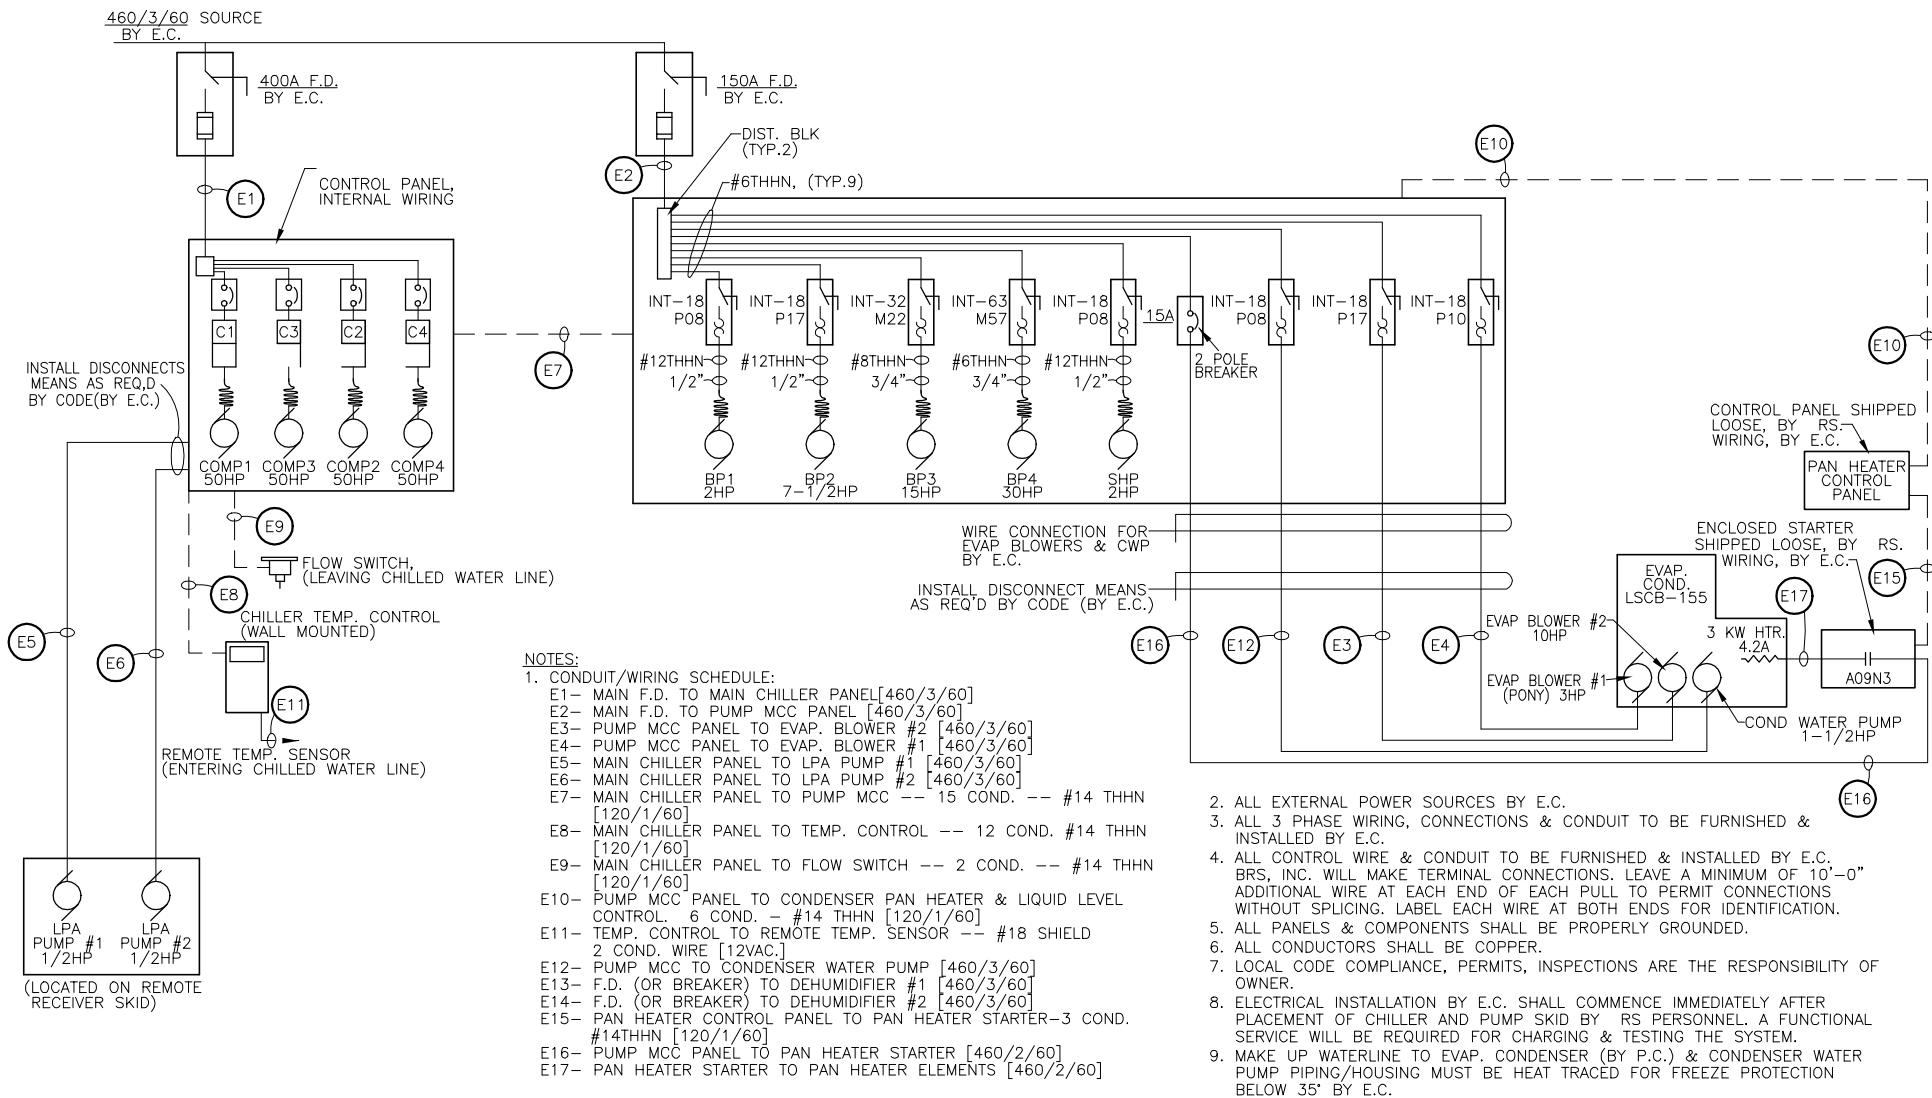 460/3/60 SOURCE
BY E.C.
400A F.D.
BY E.C.
150A F.D.
BY E.C.
DIST. BLK
(TYP.2)
#6THHN, (TYP.9)
E1
E2
E10
CONTROL PANEL,
INTERNAL WIRING
C1
C3
C2
C4
COMP1
50HP
COMP3
50HP
COMP2
50HP
COMP4
50HP
INSTALL DISCONNECTS
MEANS AS REQ,D
BY CODE(BY E.C.)
E7
INT-18
P08
INT-18
P17
INT-32
M22
INT-63
M57
INT-18
P08
15A
INT-18
P08
INT-18
P17
INT-18
P10
2 POLE
BREAKER
#12THHN
1/2"
#12THHN
1/2"
#8THHN
3/4"
#6THHN
3/4"
#12THHN
1/2"
BP1
2HP
BP2
7-1/2HP
BP3
15HP
BP4
30HP
SHP
2HP
E10
CONTROL PANEL SHIPPED
LOOSE, BY RS.
WIRING, BY E.C.
PAN HEATER
CONTROL
PANEL
WIRE CONNECTION FOR
EVAP BLOWERS & CWP
BY E.C.
INSTALL DISCONNECT MEANS
AS REQ'D BY CODE (BY E.C.)
ENCLOSED STARTER
SHIPPED LOOSE, BY RS.
WIRING, BY E.C.
E15
E17
EVAP.
COND.
LSCB-155
3 KW HTR.
4.2A
A09N3
EVAP BLOWER #2
10HP
EVAP BLOWER #1
(PONY) 3HP
COND WATER PUMP
1-1/2HP
E16
E12
E3
E4
E16
E9
FLOW SWITCH,
(LEAVING CHILLED WATER LINE)
E8
CHILLER TEMP. CONTROL
(WALL MOUNTED)
E11
REMOTE TEMP. SENSOR
(ENTERING CHILLED WATER LINE)
E5
E6
LPA
PUMP #1
1/2HP
LPA
PUMP #2
1/2HP
(LOCATED ON REMOTE
RECEIVER SKID)
NOTES:
1. CONDUIT/WIRING SCHEDULE:
E1- MAIN F.D. TO MAIN CHILLER PANEL[460/3/60]
E2- MAIN F.D. TO PUMP MCC PANEL [460/3/60]
E3- PUMP MCC PANEL TO EVAP. BLOWER #2 [460/3/60]
E4- PUMP MCC PANEL TO EVAP. BLOWER #1 [460/3/60]
E5- MAIN CHILLER PANEL TO LPA PUMP #1 [460/3/60]
E6- MAIN CHILLER PANEL TO LPA PUMP #2 [460/3/60]
E7- MAIN CHILLER PANEL TO PUMP MCC -- 15 COND. -- #14 THHN
[120/1/60]
E8- MAIN CHILLER PANEL TO TEMP. CONTROL -- 12 COND. #14 THHN
[120/1/60]
E9- MAIN CHILLER PANEL TO FLOW SWITCH -- 2 COND. -- #14 THHN
[120/1/60]
E10- PUMP MCC PANEL TO CONDENSER PAN HEATER & LIQUID LEVEL
CONTROL. 6 COND. - #14 THHN [120/1/60]
E11- TEMP. CONTROL TO REMOTE TEMP. SENSOR -- #18 SHIELD
2 COND. WIRE [12VAC.]
E12- PUMP MCC TO CONDENSER WATER PUMP [460/3/60]
E13- F.D. (OR BREAKER) TO DEHUMIDIFIER #1 [460/3/60]
E14- F.D. (OR BREAKER) TO DEHUMIDIFIER #2 [460/3/60]
E15- PAN HEATER CONTROL PANEL TO PAN HEATER STARTER-3 COND.
#14THHN [120/1/60]
E16- PUMP MCC PANEL TO PAN HEATER STARTER [460/2/60]
E17- PAN HEATER STARTER TO PAN HEATER ELEMENTS [460/2/60]
2. ALL EXTERNAL POWER SOURCES BY E.C.
3. ALL 3 PHASE WIRING, CONNECTIONS & CONDUIT TO BE FURNISHED &
INSTALLED BY E.C.
4. ALL CONTROL WIRE & CONDUIT TO BE FURNISHED & INSTALLED BY E.C.
BRS, INC. WILL MAKE TERMINAL CONNECTIONS. LEAVE A MINIMUM OF 10'-0"
ADDITIONAL WIRE AT EACH END OF EACH PULL TO PERMIT CONNECTIONS
WITHOUT SPLICING. LABEL EACH WIRE AT BOTH ENDS FOR IDENTIFICATION.
5. ALL PANELS & COMPONENTS SHALL BE PROPERLY GROUNDED.
6. ALL CONDUCTORS SHALL BE COPPER.
7. LOCAL CODE COMPLIANCE, PERMITS, INSPECTIONS ARE THE RESPONSIBILITY OF
OWNER.
8. ELECTRICAL INSTALLATION BY E.C. SHALL COMMENCE IMMEDIATELY AFTER
PLACEMENT OF CHILLER AND PUMP SKID BY RS PERSONNEL. A FUNCTIONAL
SERVICE WILL BE REQUIRED FOR CHARGING & TESTING THE SYSTEM.
9. MAKE UP WATERLINE TO EVAP. CONDENSER (BY P.C.) & CONDENSER WATER
PUMP PIPING/HOUSING MUST BE HEAT TRACED FOR FREEZE PROTECTION
BELOW 35° BY E.C.